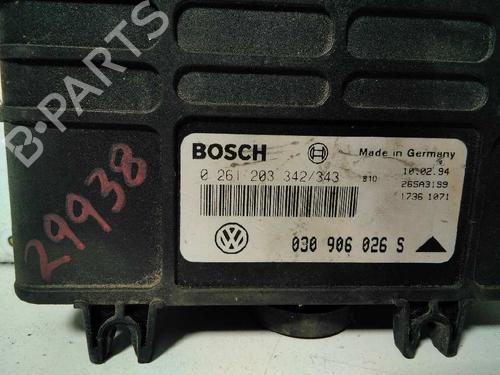 B-PARTS
29938
BOSCH
Made in Germany
0 261 203 342/343 810
10.02.94
26SA3199
1736 1071
030 906 026 S